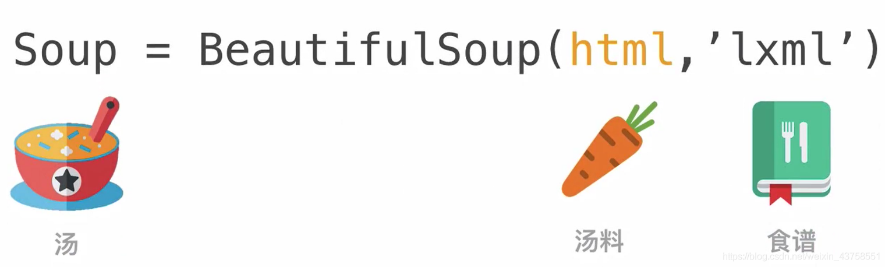 Soup = BeautifulSoup(html,’lxml’)
汤 汤料 食谱